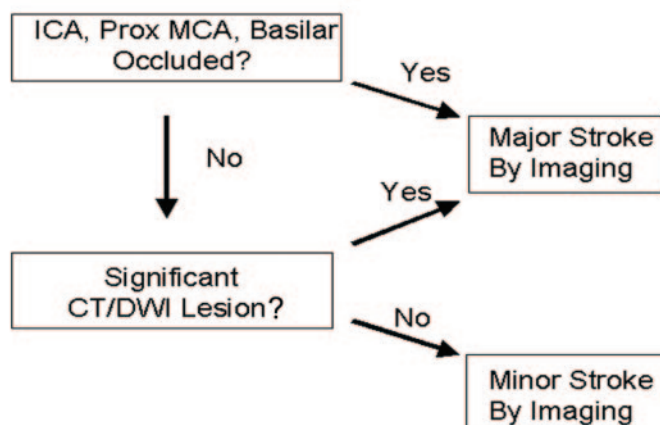 ICA, Prox MCA, Basilar
Occluded?
Yes
Major Stroke
By Imaging
No
Yes
Significant
CT/DWI Lesion?
No
Minor Stroke
By Imaging